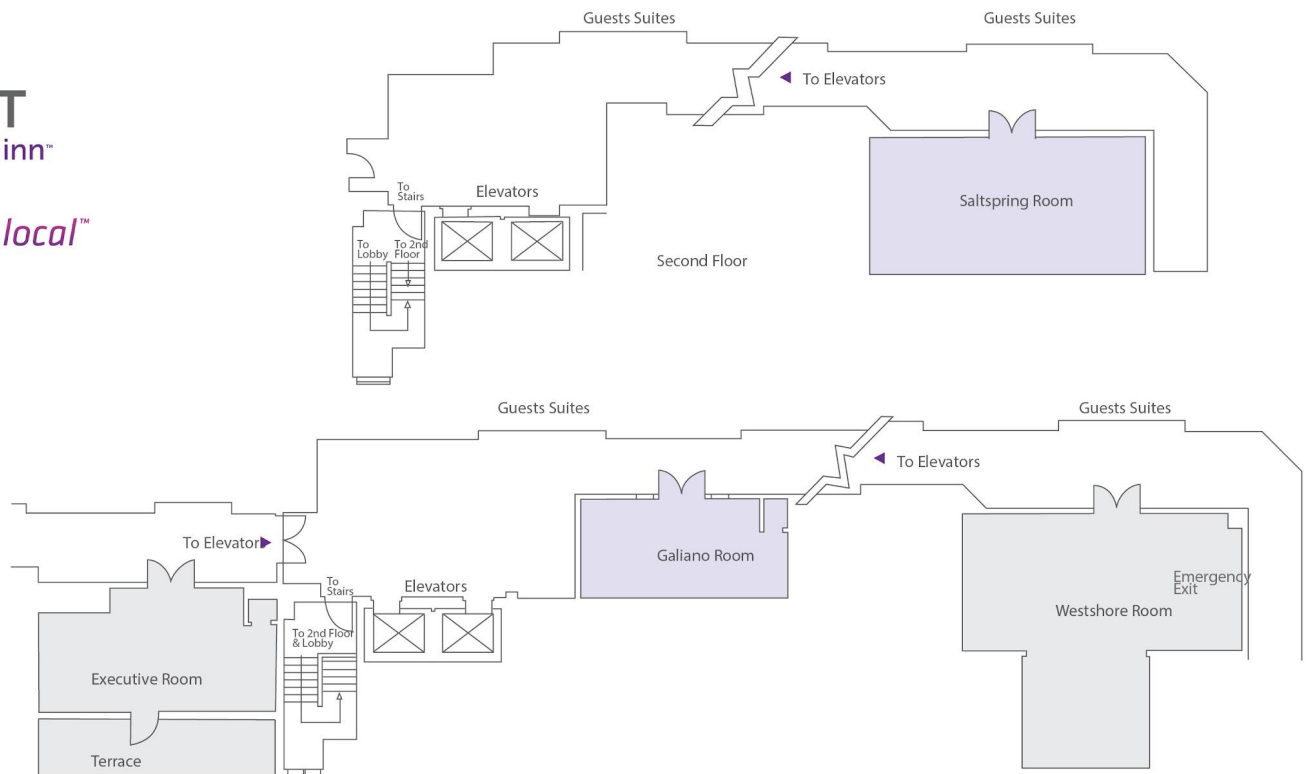 T
inn™
local™
Guests Suites
Guests Suites
To Elevators
To
Stairs
Elevators
Saltspring Room
To
Lobby
To 2nd
Floor
Second Floor
Guests Suites
Guests Suites
To Elevators
To Elevators
Galiano Room
To
Stairs
Elevators
Emergency
Exit
Westshore Room
To 2nd Floor
& Lobby
Executive Room
Terrace